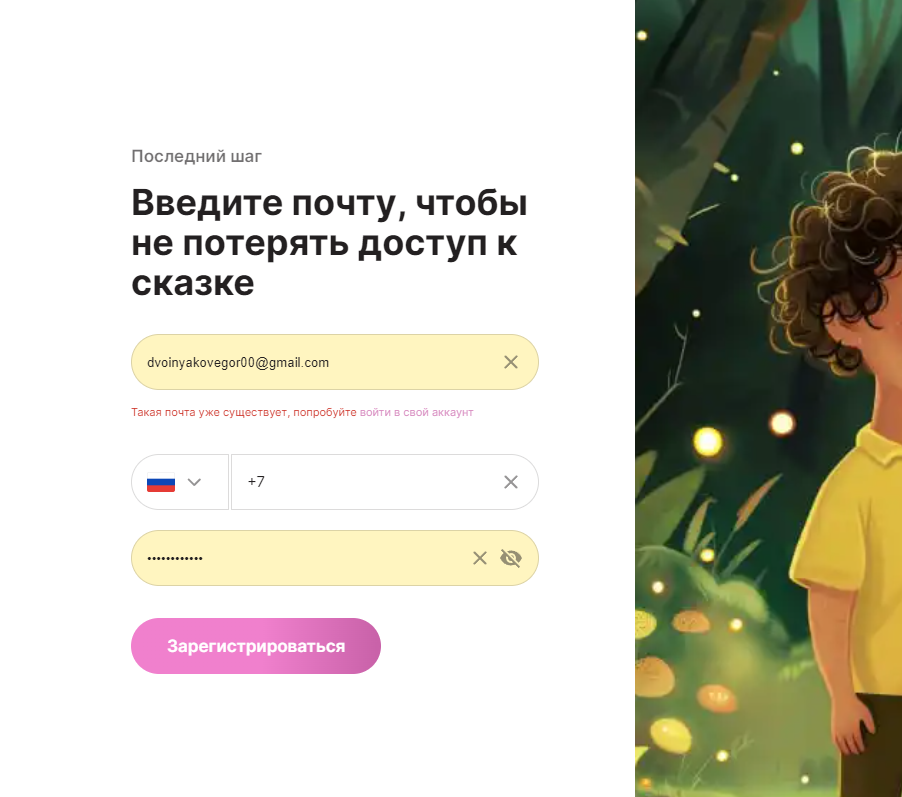 Последний шаг
Введите почту, чтобы
не потерять доступ к
сказке
dvoinyakovegor00@gmail.com
Такая почта уже существует, попробуйте войти в свой аккаунт
+7
••••••••••••
Зарегистрироваться